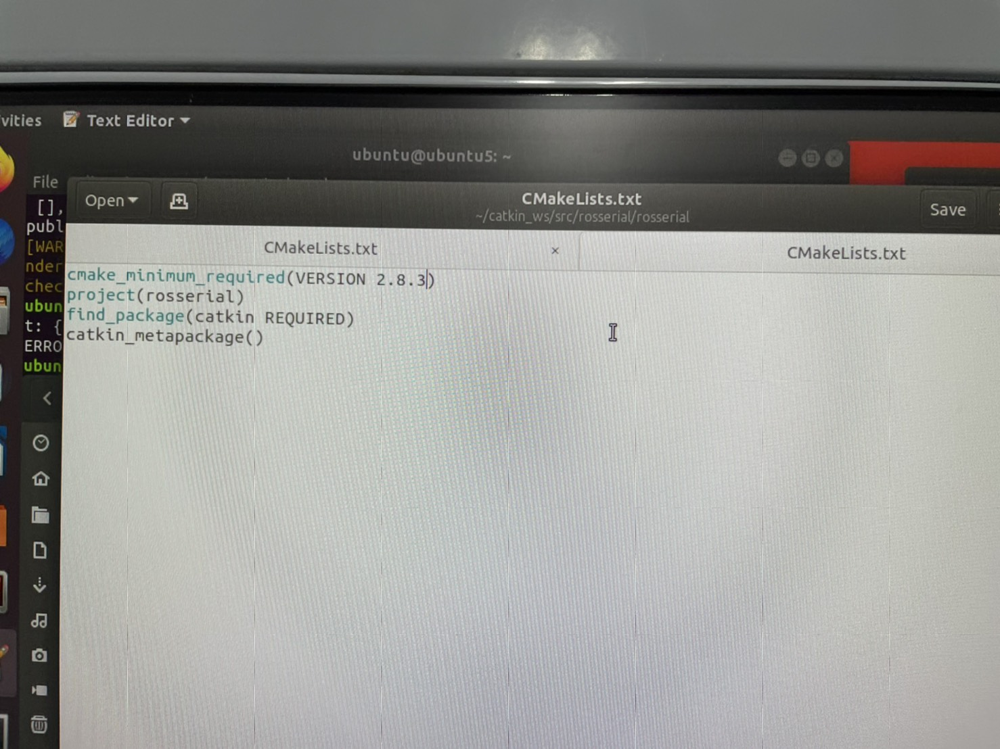 vities Text Editor
ubuntu@ubuntu5: ~
File
Open CMakeLists.txt Save
~/catkin_ws/src/rosserial/rosserial
CMakeLists.txt × CMakeLists.txt
[],
publ
[WAR
nder
chec
ubun
t: {
ERRO
ubun
cmake_minimum_required(VERSION 2.8.3)
project(rosserial)
find_package(catkin REQUIRED)
catkin_metapackage()